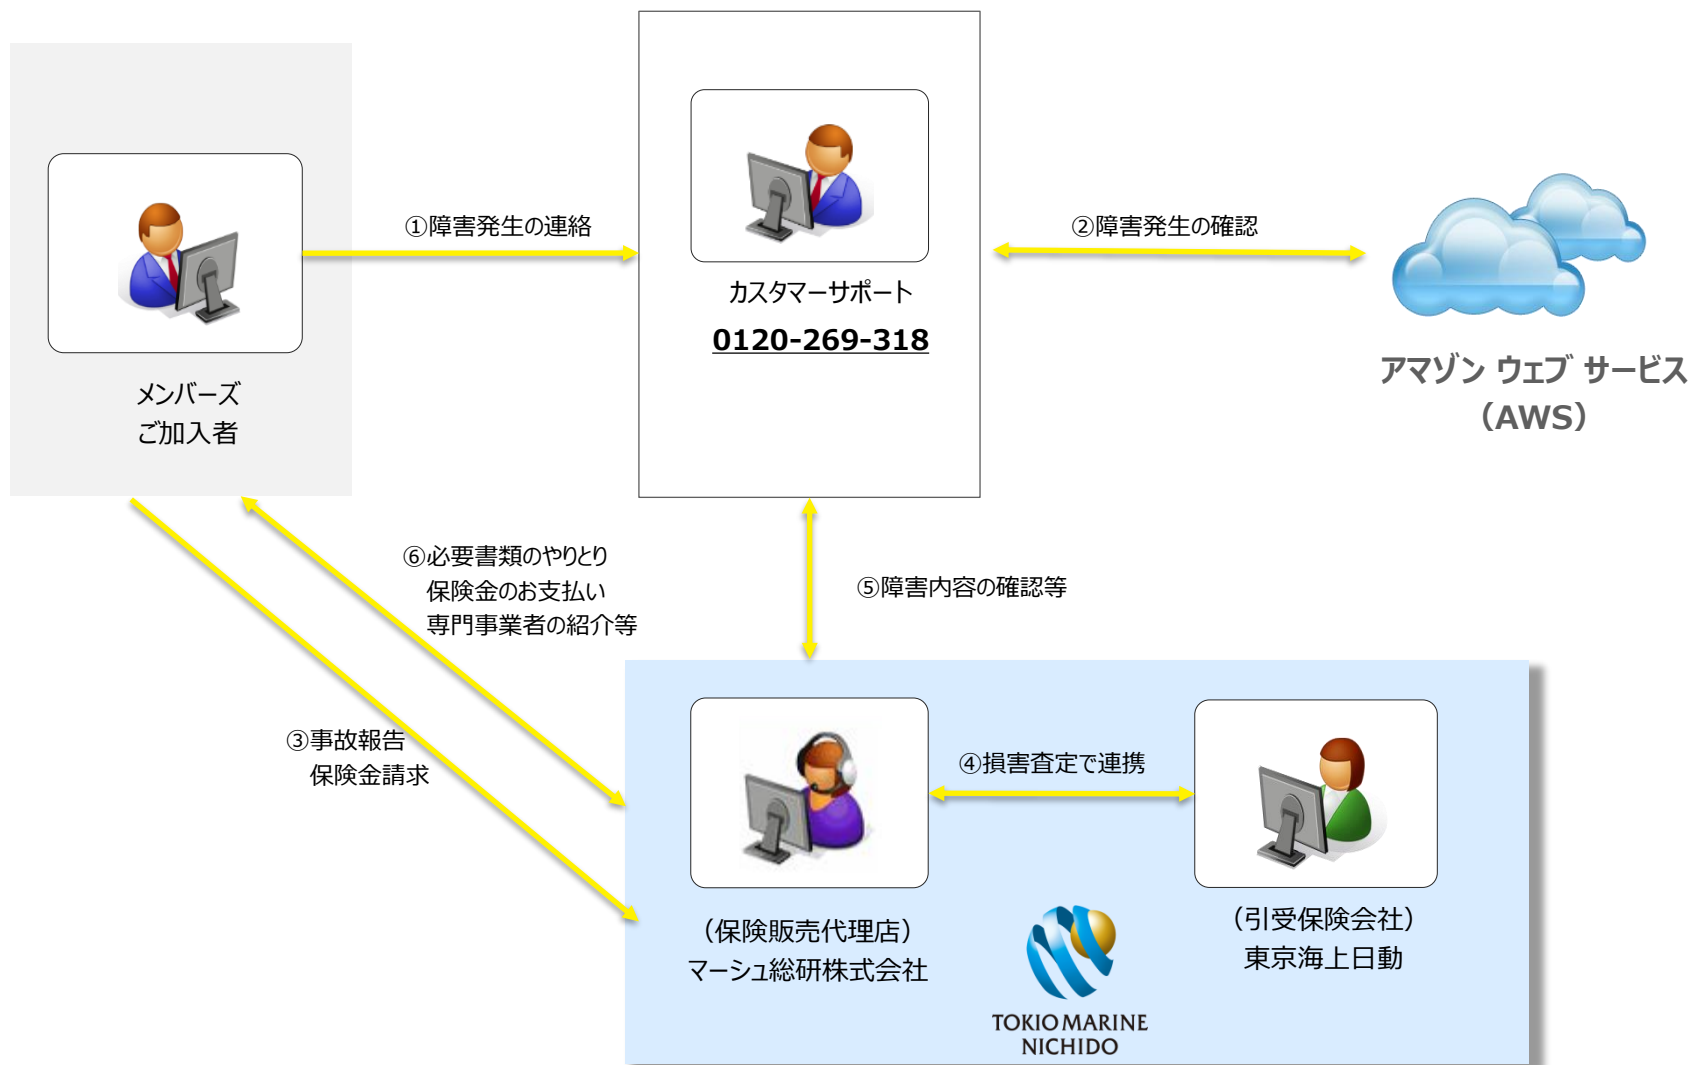 ①障害発生の連絡
カスタマーサポート
0120-269-318
②障害発生の確認
アマゾン ウェブ サービス
（AWS）
メンバーズ
ご加入者
⑥必要書類のやりとり
保険金のお支払い
専門事業者の紹介等
⑤障害内容の確認等
③事故報告
保険金請求
④損害査定で連携
（保険販売代理店）
マーシュ総研株式会社
（引受保険会社）
東京海上日動
TOKIO MARINE
NICHIDO